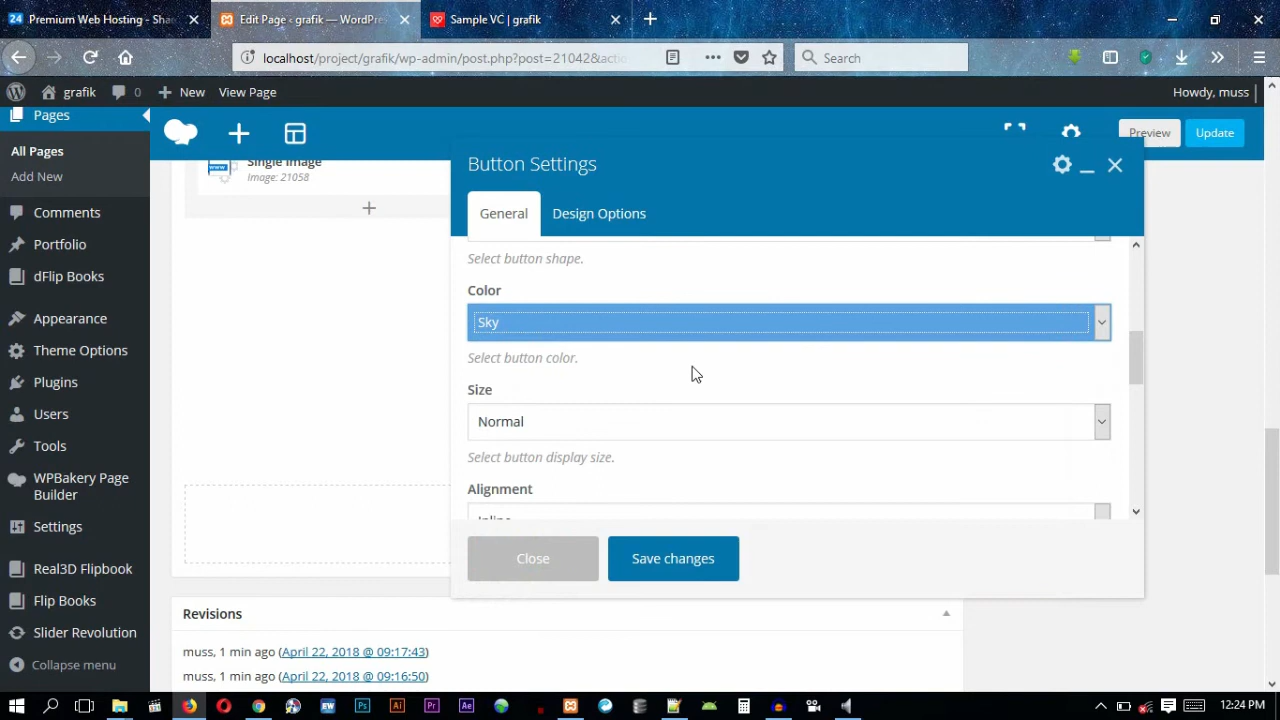 Premium Web Hosting - Sha
Edit Page ‹ grafik — WordPre
Sample VC | grafik
localhost/project/grafik/wp-admin/post.php?post=21042&actio
Search
grafik
0
New
View Page
Howdy, muss
Pages
All Pages
Add New
Comments
Portfolio
dFlip Books
Appearance
Theme Options
Plugins
Users
Tools
WPBakery Page
Builder
Settings
Real3D Flipbook
Flip Books
Slider Revolution
Collapse menu
Preview
Update
Single Image
Image: 21058
Button Settings
General
Design Options
Select button shape.
Color
Sky
Select button color.
Size
Normal
Select button display size.
Alignment
Inline
Close
Save changes
Revisions
muss, 1 min ago (April 22, 2018 @ 09:17:43)
muss, 1 min ago (April 22, 2018 @ 09:16:50)
12:24 PM